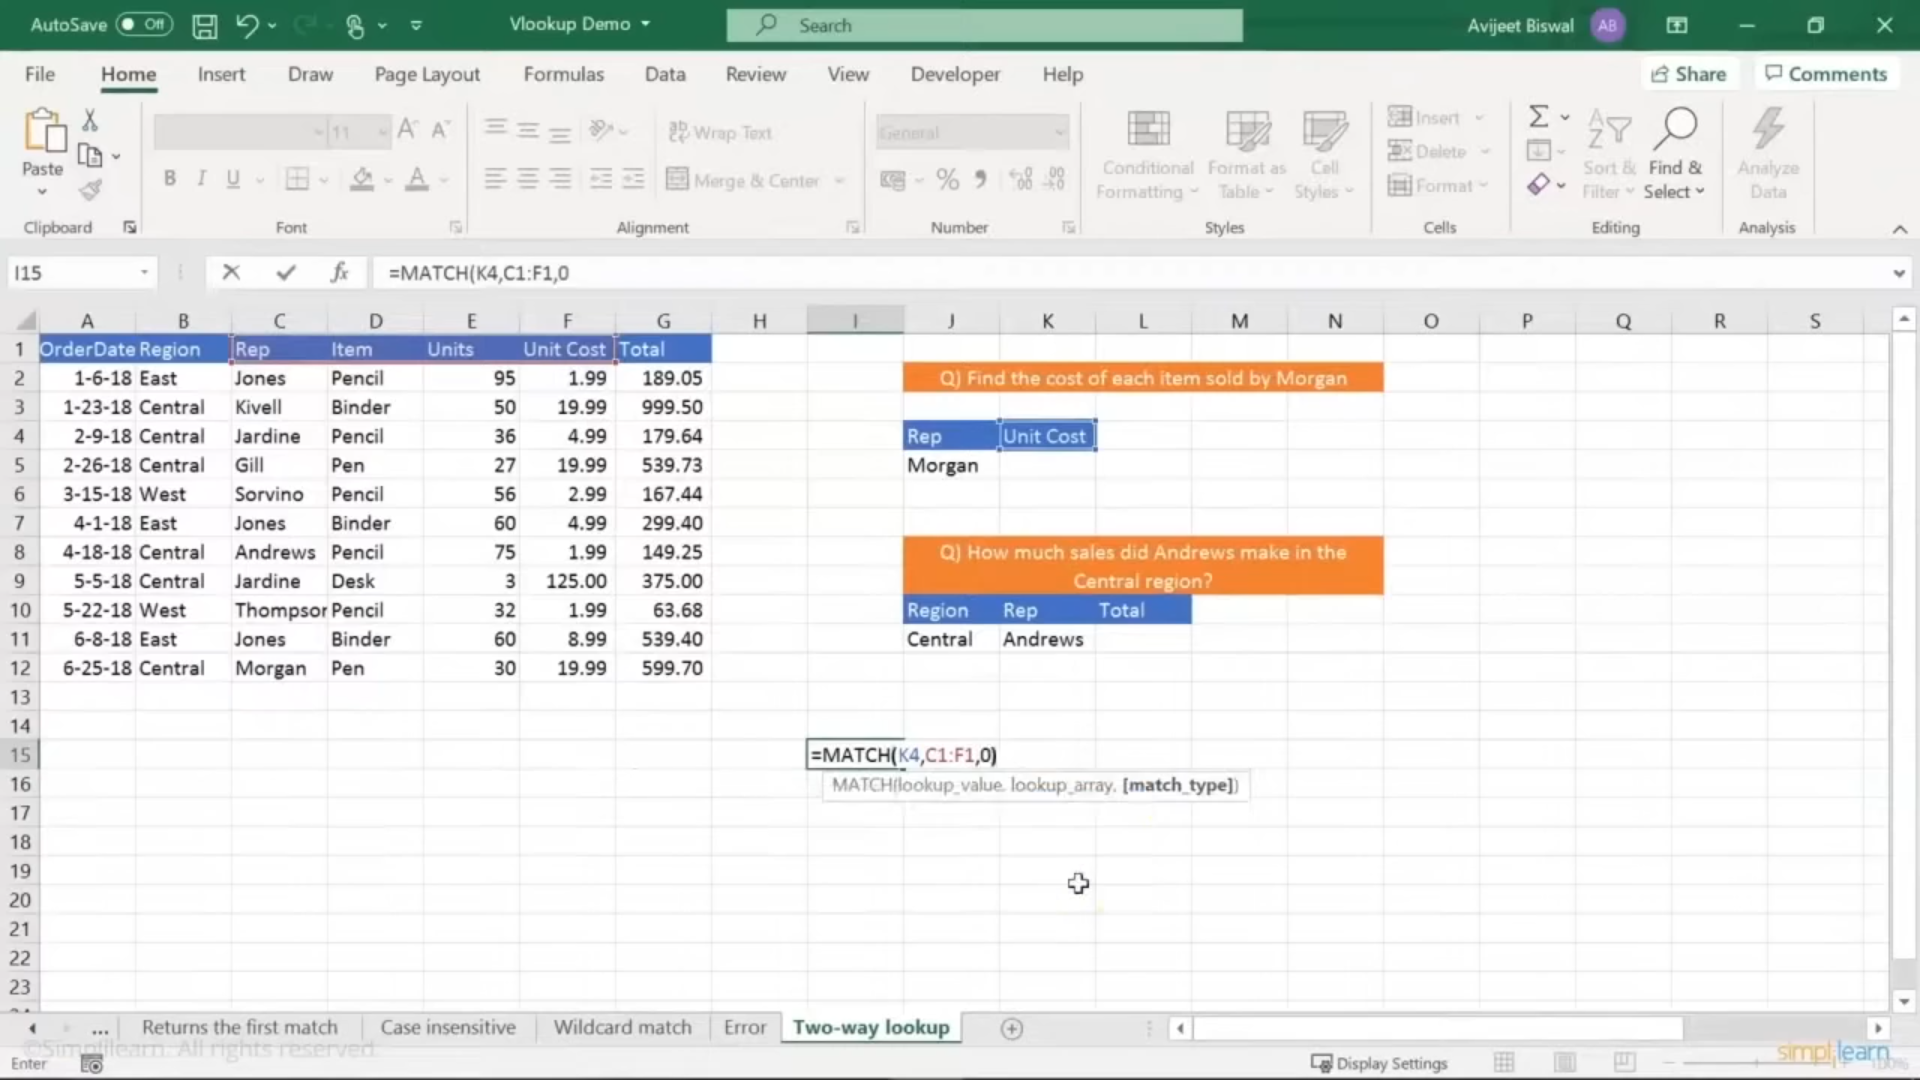 AutoSave Off Vlookup Demo Search Avijeet Biswal AB
File Home Insert Draw Page Layout Formulas Data Review View Developer Help Share Comments
Paste 11 A A Wrap Text General Conditional Formatting Format as Table Cell Styles Insert Delete Format Sort & Filter Find & Select Analyze Data
B I U A Merge & Center % 9
Clipboard Font Alignment Number Styles Cells Editing Analysis
I15 fx =MATCH(K4,C1:F1,0
A B C D E F G H I J K L M N O P Q R S
1 OrderDate Region Rep Item Units Unit Cost Total
2 1-6-18 East Jones Pencil 95 1.99 189.05 Q) Find the cost of each item sold by Morgan
3 1-23-18 Central Kivell Binder 50 19.99 999.50
4 2-9-18 Central Jardine Pencil 36 4.99 179.64 Rep Unit Cost
5 2-26-18 Central Gill Pen 27 19.99 539.73 Morgan
6 3-15-18 West Sorvino Pencil 56 2.99 167.44
7 4-1-18 East Jones Binder 60 4.99 299.40
8 4-18-18 Central Andrews Pencil 75 1.99 149.25 Q) How much sales did Andrews make in the
9 5-5-18 Central Jardine Desk 3 125.00 375.00 Central region?
10 5-22-18 West Thompsor Pencil 32 1.99 63.68 Region Rep Total
11 6-8-18 East Jones Binder 60 8.99 539.40 Central Andrews
12 6-25-18 Central Morgan Pen 30 19.99 599.70
13
14
15 =MATCH(K4,C1:F1,0)
16 MATCH(lookup_value, lookup_array, [match_type])
17
18
19
20
21
22
23
... Returns the first match Case insensitive Wildcard match Error Two-way lookup
©Simplilearn. All rights reserved.
Enter Display Settings simplilearn